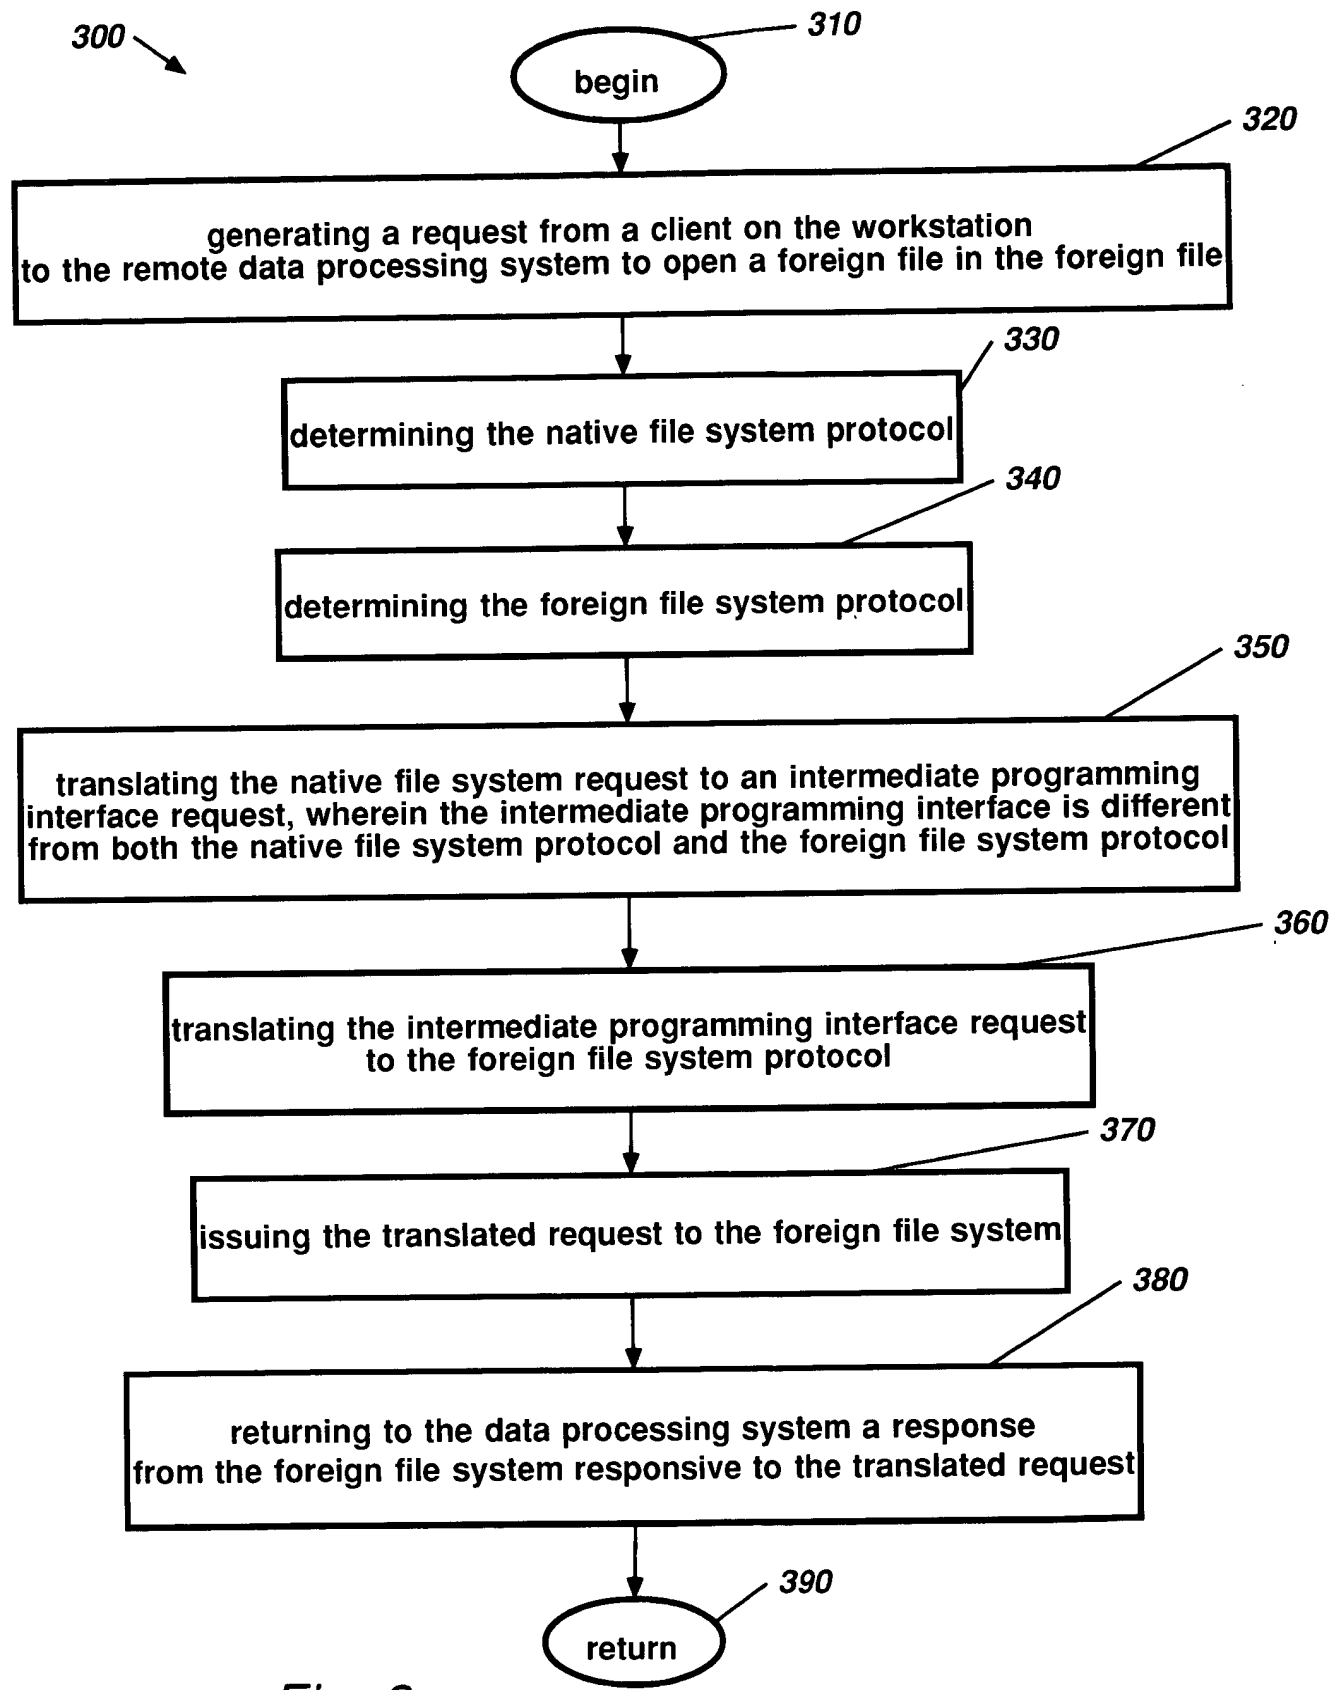 300
310
begin
320
generating a request from a client on the workstation
to the remote data processing system to open a foreign file in the foreign file
330
determining the native file system protocol
340
determining the foreign file system protocol
350
translating the native file system request to an intermediate programming
interface request, wherein the intermediate programming interface is different
from both the native file system protocol and the foreign file system protocol
360
translating the intermediate programming interface request
to the foreign file system protocol
370
issuing the translated request to the foreign file system
380
returning to the data processing system a response
from the foreign file system responsive to the translated request
390
return